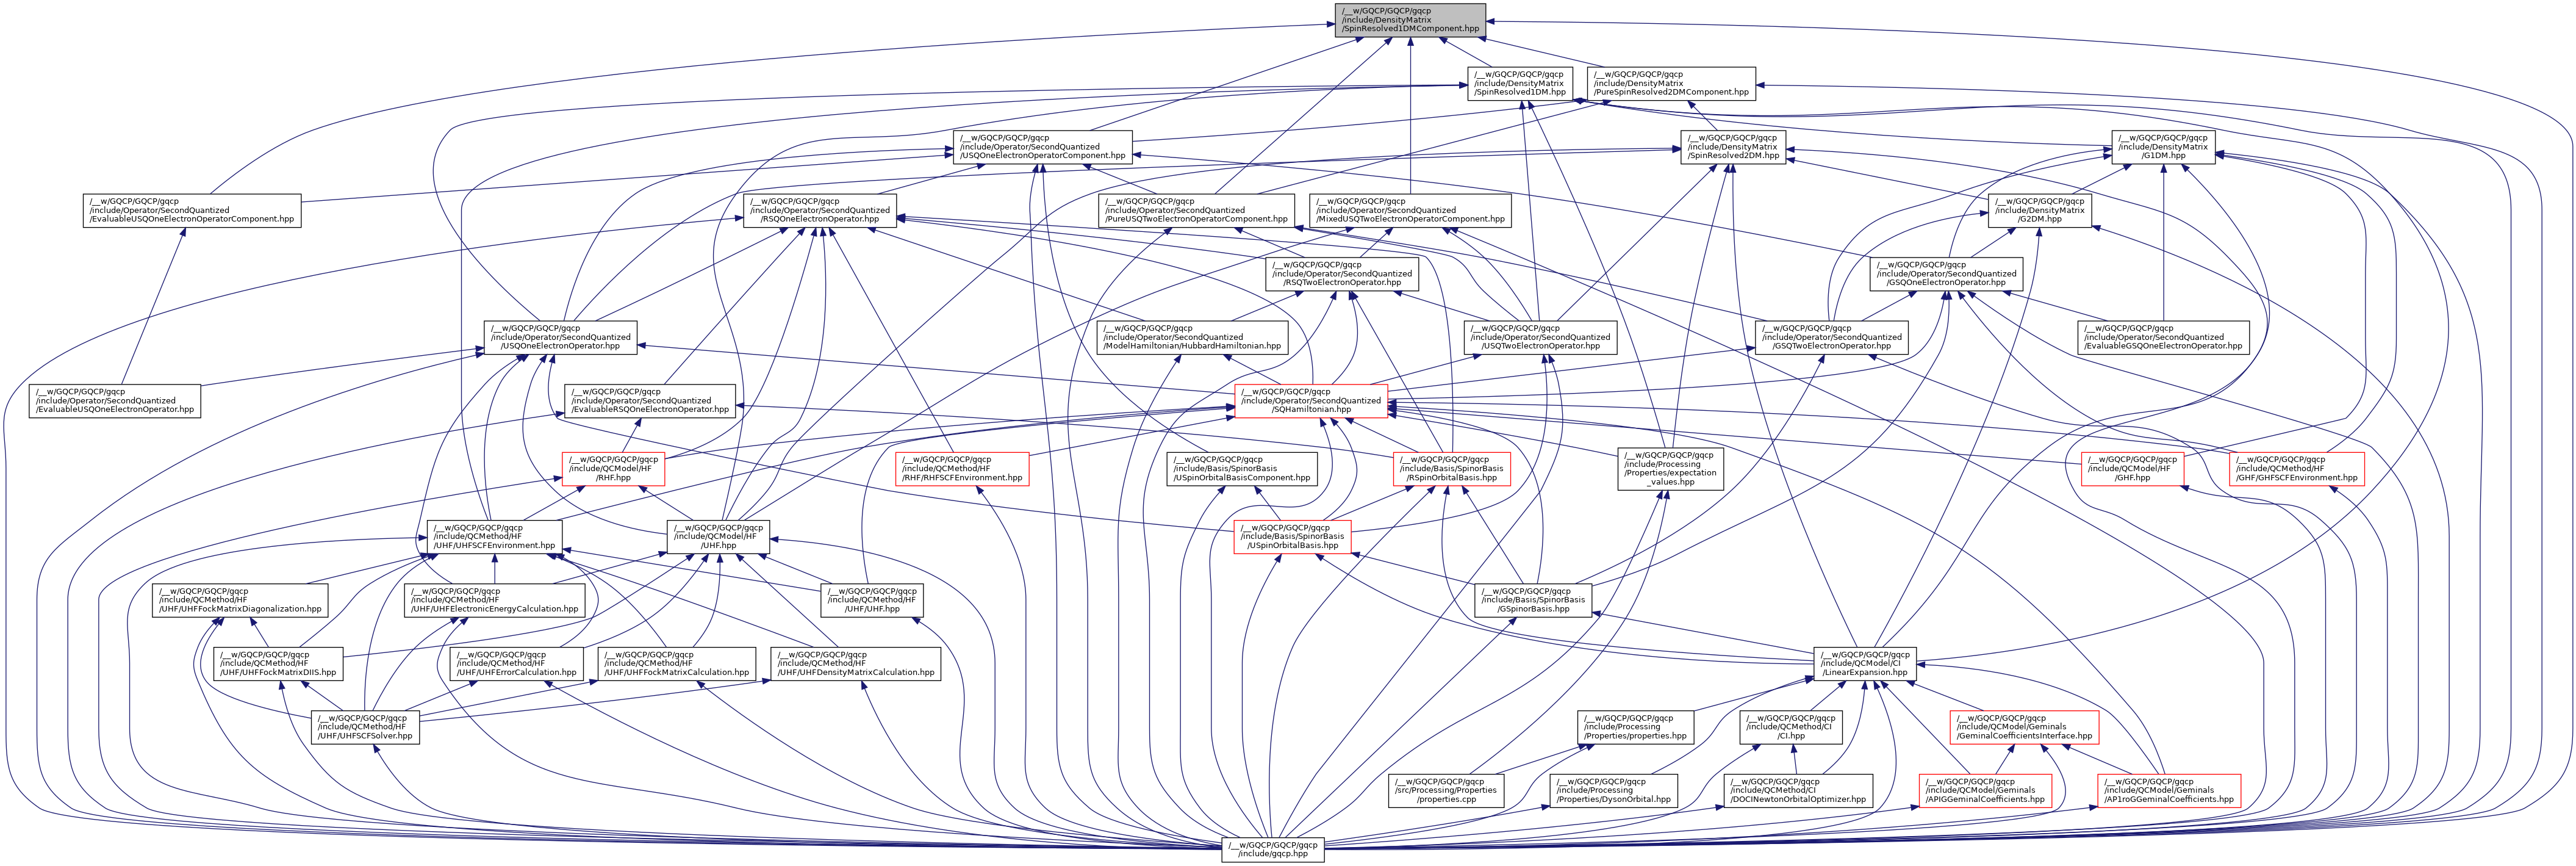 /__w/GQCP/GQCP/gqcp
/include/DensityMatrix
/SpinResolved1DMComponent.hpp
/__w/GQCP/GQCP/gqcp
/include/DensityMatrix
/SpinResolved1DM.hpp
/__w/GQCP/GQCP/gqcp
/include/DensityMatrix
/PureSpinResolved2DMComponent.hpp
/__w/GQCP/GQCP/gqcp
/include/Operator/SecondQuantized
/USQOneElectronOperatorComponent.hpp
/__w/GQCP/GQCP/gqcp
/include/DensityMatrix
/SpinResolved2DM.hpp
/__w/GQCP/GQCP/gqcp
/include/DensityMatrix
/G1DM.hpp
/__w/GQCP/GQCP/gqcp
/include/Operator/SecondQuantized
/EvaluableUSQOneElectronOperatorComponent.hpp
/__w/GQCP/GQCP/gqcp
/include/Operator/SecondQuantized
/RSQOneElectronOperator.hpp
/__w/GQCP/GQCP/gqcp
/include/Operator/SecondQuantized
/PureUSQTwoElectronOperatorComponent.hpp
/__w/GQCP/GQCP/gqcp
/include/Operator/SecondQuantized
/MixedUSQTwoElectronOperatorComponent.hpp
/__w/GQCP/GQCP/gqcp
/include/DensityMatrix
/G2DM.hpp
/__w/GQCP/GQCP/gqcp
/include/Operator/SecondQuantized
/RSQTwoElectronOperator.hpp
/__w/GQCP/GQCP/gqcp
/include/Operator/SecondQuantized
/GSQOneElectronOperator.hpp
/__w/GQCP/GQCP/gqcp
/include/Operator/SecondQuantized
/USQOneElectronOperator.hpp
/__w/GQCP/GQCP/gqcp
/include/Operator/SecondQuantized
/ModelHamiltonian/HubbardHamiltonian.hpp
/__w/GQCP/GQCP/gqcp
/include/Operator/SecondQuantized
/USQTwoElectronOperator.hpp
/__w/GQCP/GQCP/gqcp
/include/Operator/SecondQuantized
/GSQTwoElectronOperator.hpp
/__w/GQCP/GQCP/gqcp
/include/Operator/SecondQuantized
/EvaluableGSQOneElectronOperator.hpp
/__w/GQCP/GQCP/gqcp
/include/Operator/SecondQuantized
/EvaluableUSQOneElectronOperator.hpp
/__w/GQCP/GQCP/gqcp
/include/Operator/SecondQuantized
/EvaluableRSQOneElectronOperator.hpp
/__w/GQCP/GQCP/gqcp
/include/Operator/SecondQuantized
/SQHamiltonian.hpp
/__w/GQCP/GQCP/gqcp
/include/QCModel/HF
/RHF.hpp
/__w/GQCP/GQCP/gqcp
/include/QCMethod/HF
/RHF/RHFSCFEnvironment.hpp
/__w/GQCP/GQCP/gqcp
/include/Basis/SpinorBasis
/USpinOrbitalBasisComponent.hpp
/__w/GQCP/GQCP/gqcp
/include/Basis/SpinorBasis
/RSpinOrbitalBasis.hpp
/__w/GQCP/GQCP/gqcp
/include/Processing
/Properties/expectation
_values.hpp
/__w/GQCP/GQCP/gqcp
/include/QCModel/HF
/GHF.hpp
/__w/GQCP/GQCP/gqcp
/include/QCMethod/HF
/GHF/GHFSCFEnvironment.hpp
/__w/GQCP/GQCP/gqcp
/include/QCMethod/HF
/UHF/UHFSCFEnvironment.hpp
/__w/GQCP/GQCP/gqcp
/include/QCModel/HF
/UHF.hpp
/__w/GQCP/GQCP/gqcp
/include/Basis/SpinorBasis
/USpinOrbitalBasis.hpp
/__w/GQCP/GQCP/gqcp
/include/QCMethod/HF
/UHF/UHFFockMatrixDiagonalization.hpp
/__w/GQCP/GQCP/gqcp
/include/QCMethod/HF
/UHF/UHFElectronicEnergyCalculation.hpp
/__w/GQCP/GQCP/gqcp
/include/QCMethod/HF
/UHF/UHF.hpp
/__w/GQCP/GQCP/gqcp
/include/Basis/SpinorBasis
/GSpinorBasis.hpp
/__w/GQCP/GQCP/gqcp
/include/QCMethod/HF
/UHF/UHFFockMatrixDIIS.hpp
/__w/GQCP/GQCP/gqcp
/include/QCMethod/HF
/UHF/UHFErrorCalculation.hpp
/__w/GQCP/GQCP/gqcp
/include/QCMethod/HF
/UHF/UHFFockMatrixCalculation.hpp
/__w/GQCP/GQCP/gqcp
/include/QCMethod/HF
/UHF/UHFDensityMatrixCalculation.hpp
/__w/GQCP/GQCP/gqcp
/include/QCModel/CI
/LinearExpansion.hpp
/__w/GQCP/GQCP/gqcp
/include/QCMethod/HF
/UHF/UHFSCFSolver.hpp
/__w/GQCP/GQCP/gqcp
/include/Processing
/Properties/properties.hpp
/__w/GQCP/GQCP/gqcp
/include/QCMethod/CI
/CI.hpp
/__w/GQCP/GQCP/gqcp
/include/QCModel/Geminals
/GeminalCoefficientsInterface.hpp
/__w/GQCP/GQCP/gqcp
/src/Processing/Properties
/properties.cpp
/__w/GQCP/GQCP/gqcp
/include/Processing
/Properties/DysonOrbital.hpp
/__w/GQCP/GQCP/gqcp
/include/QCMethod/CI
/DOCINewtonOrbitalOptimizer.hpp
/__w/GQCP/GQCP/gqcp
/include/QCModel/Geminals
/APIGGeminalCoefficients.hpp
/__w/GQCP/GQCP/gqcp
/include/QCModel/Geminals
/AP1roGGeminalCoefficients.hpp
/__w/GQCP/GQCP/gqcp
/include/gqcp.hpp